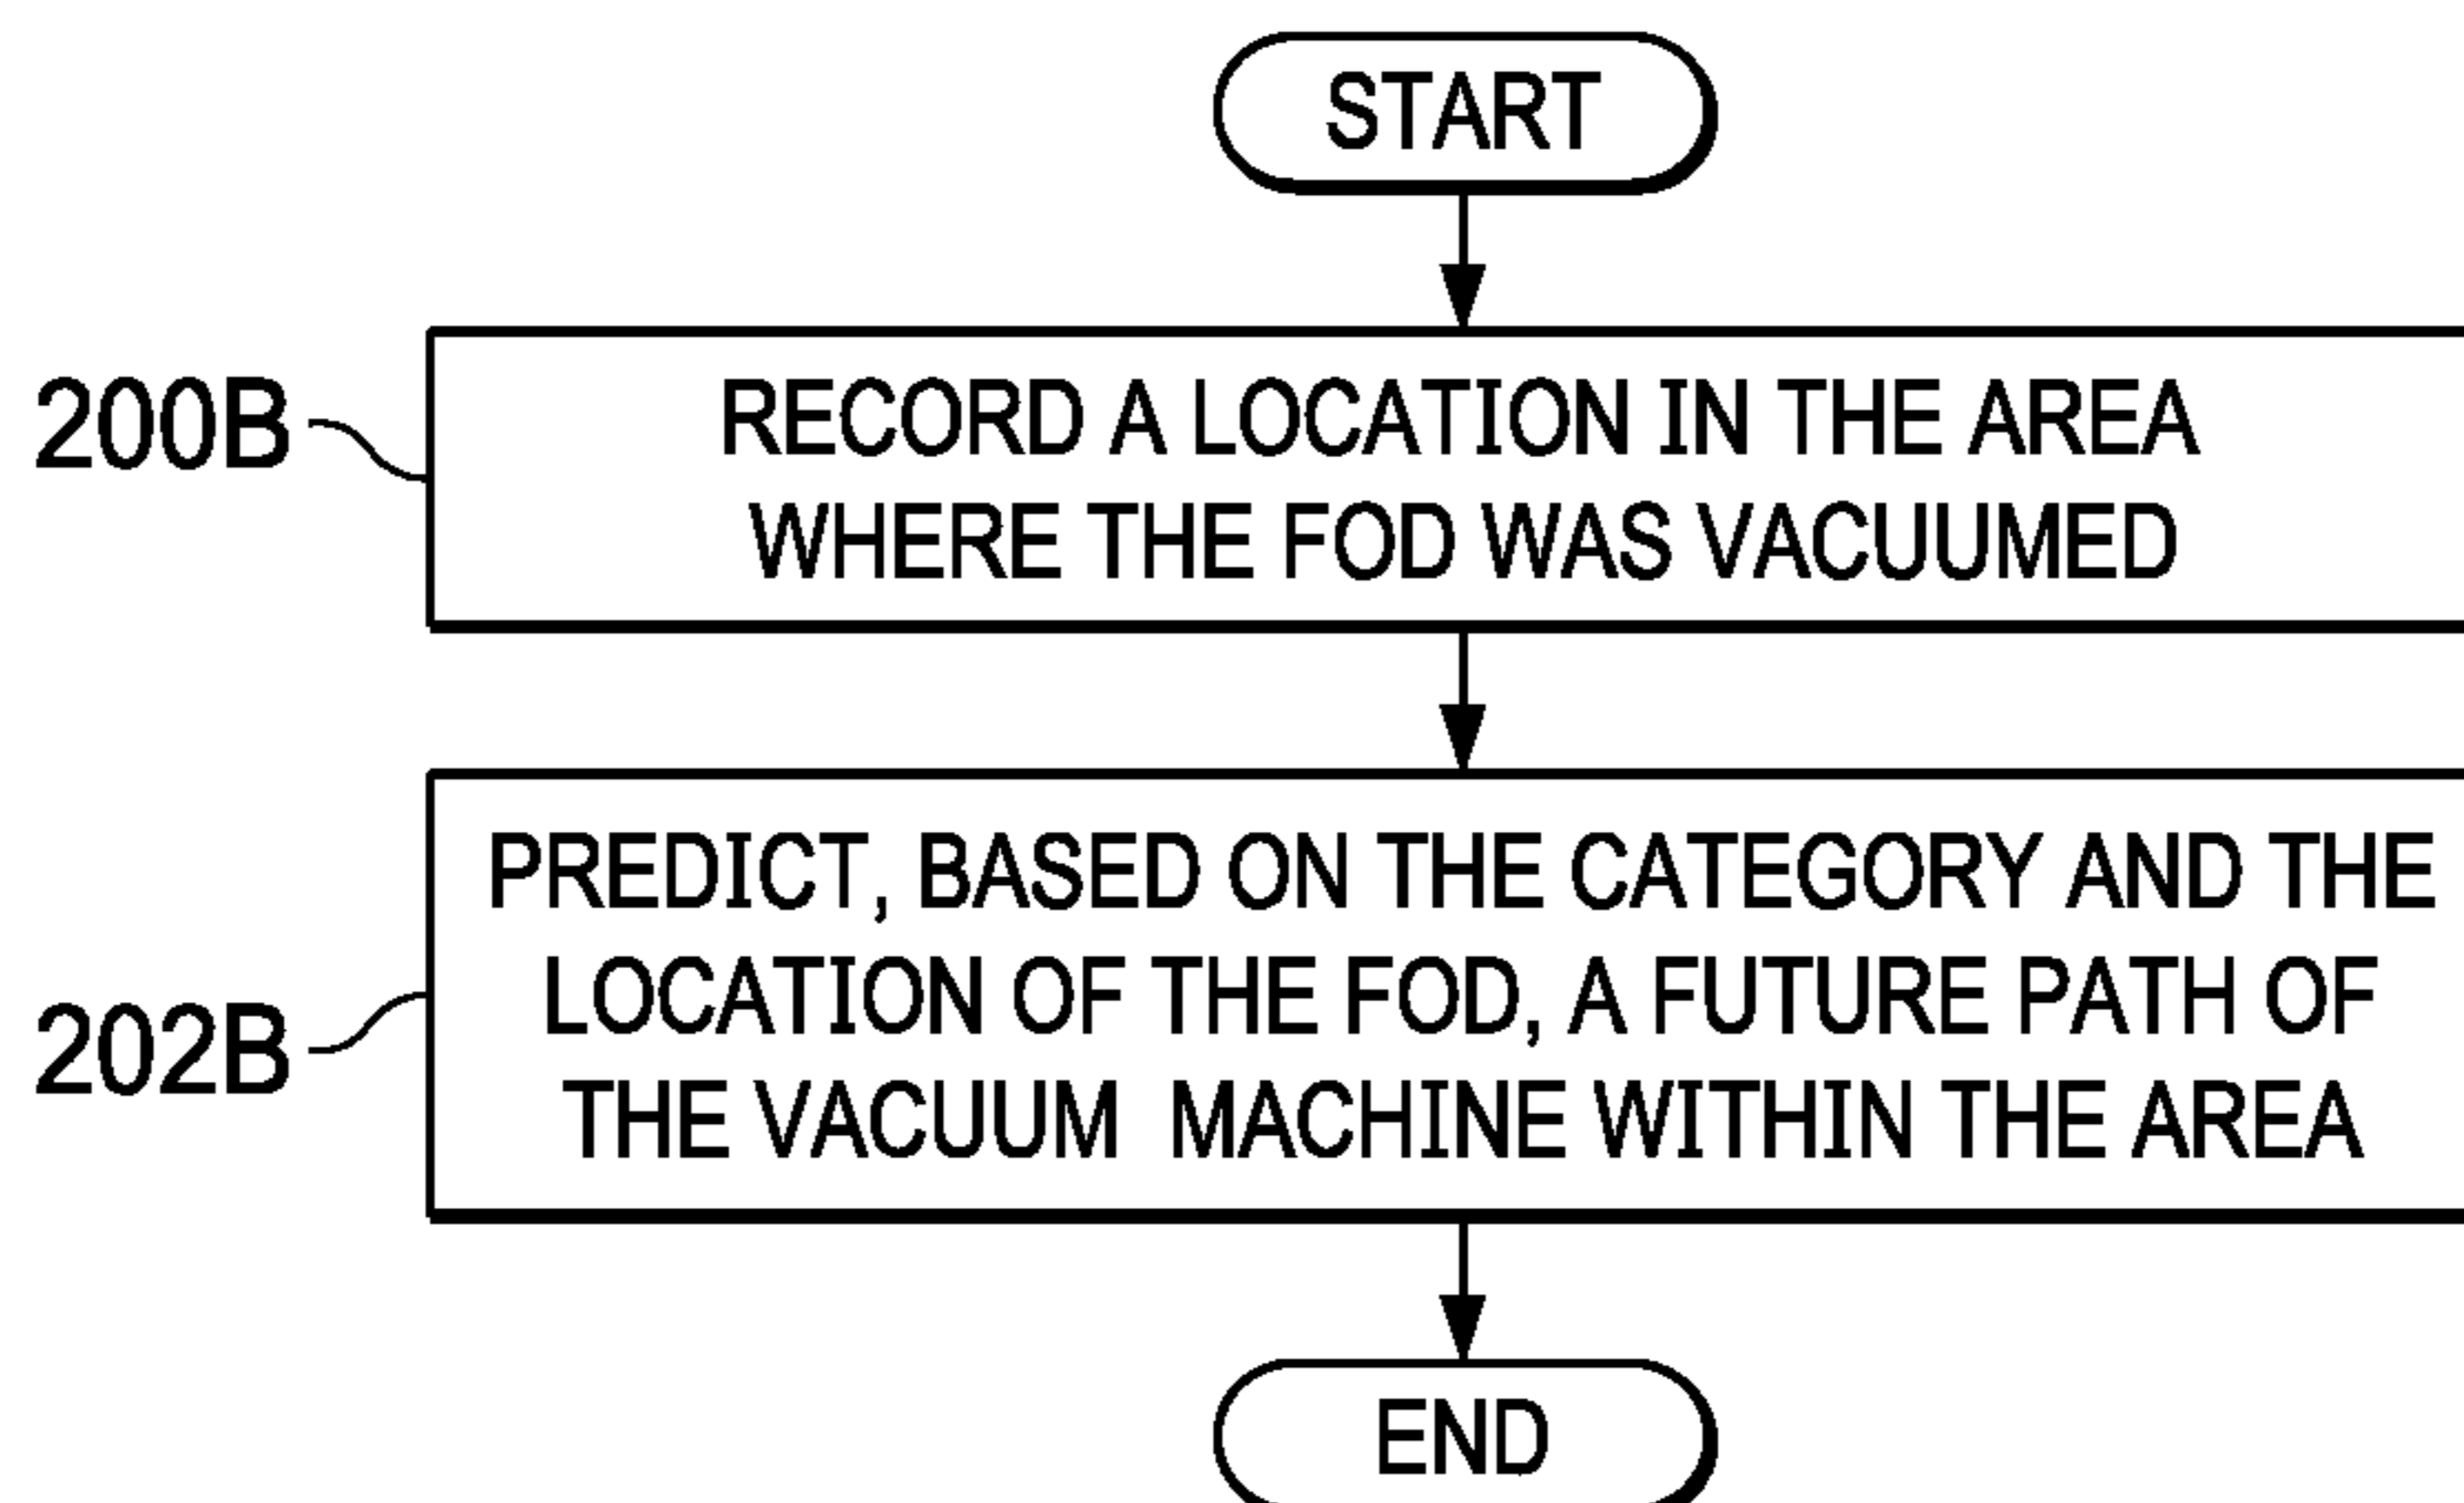 START
200B
RECORD A LOCATION IN THE AREA
WHERE THE FOD WAS VACUUMED
202B
PREDICT, BASED ON THE CATEGORY AND THE
LOCATION OF THE FOD, A FUTURE PATH OF
THE VACUUM MACHINE WITHIN THE AREA
END